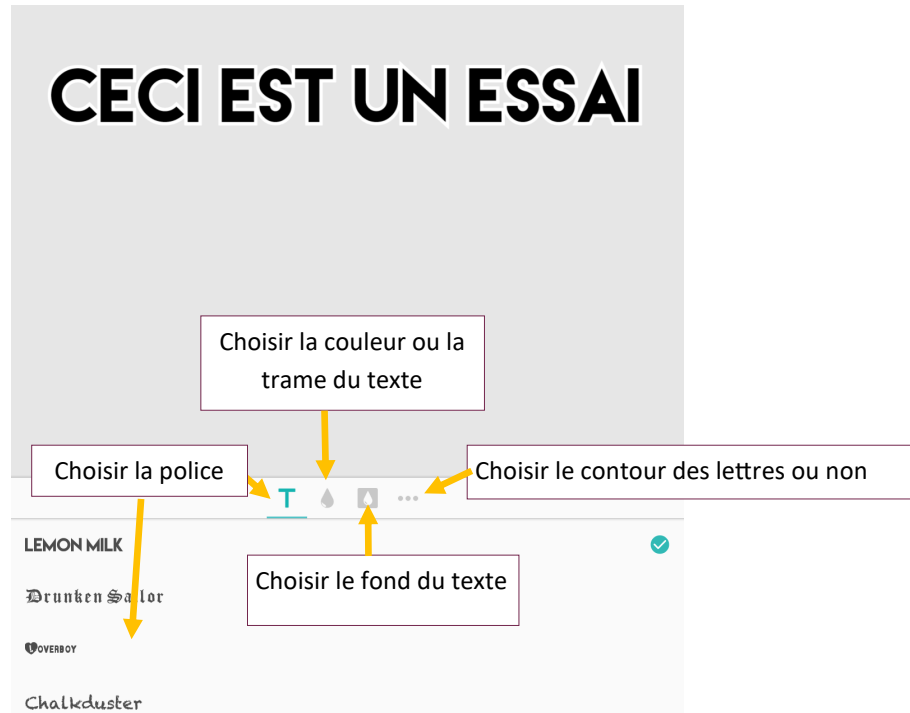 CECI EST UN ESSAI
Choisir la couleur ou la
trame du texte
Choisir la police
Choisir le contour des lettres ou non
T
LEMON MILK
Choisir le fond du texte
Drunken Sailor
LOVERBOY
Chalkduster